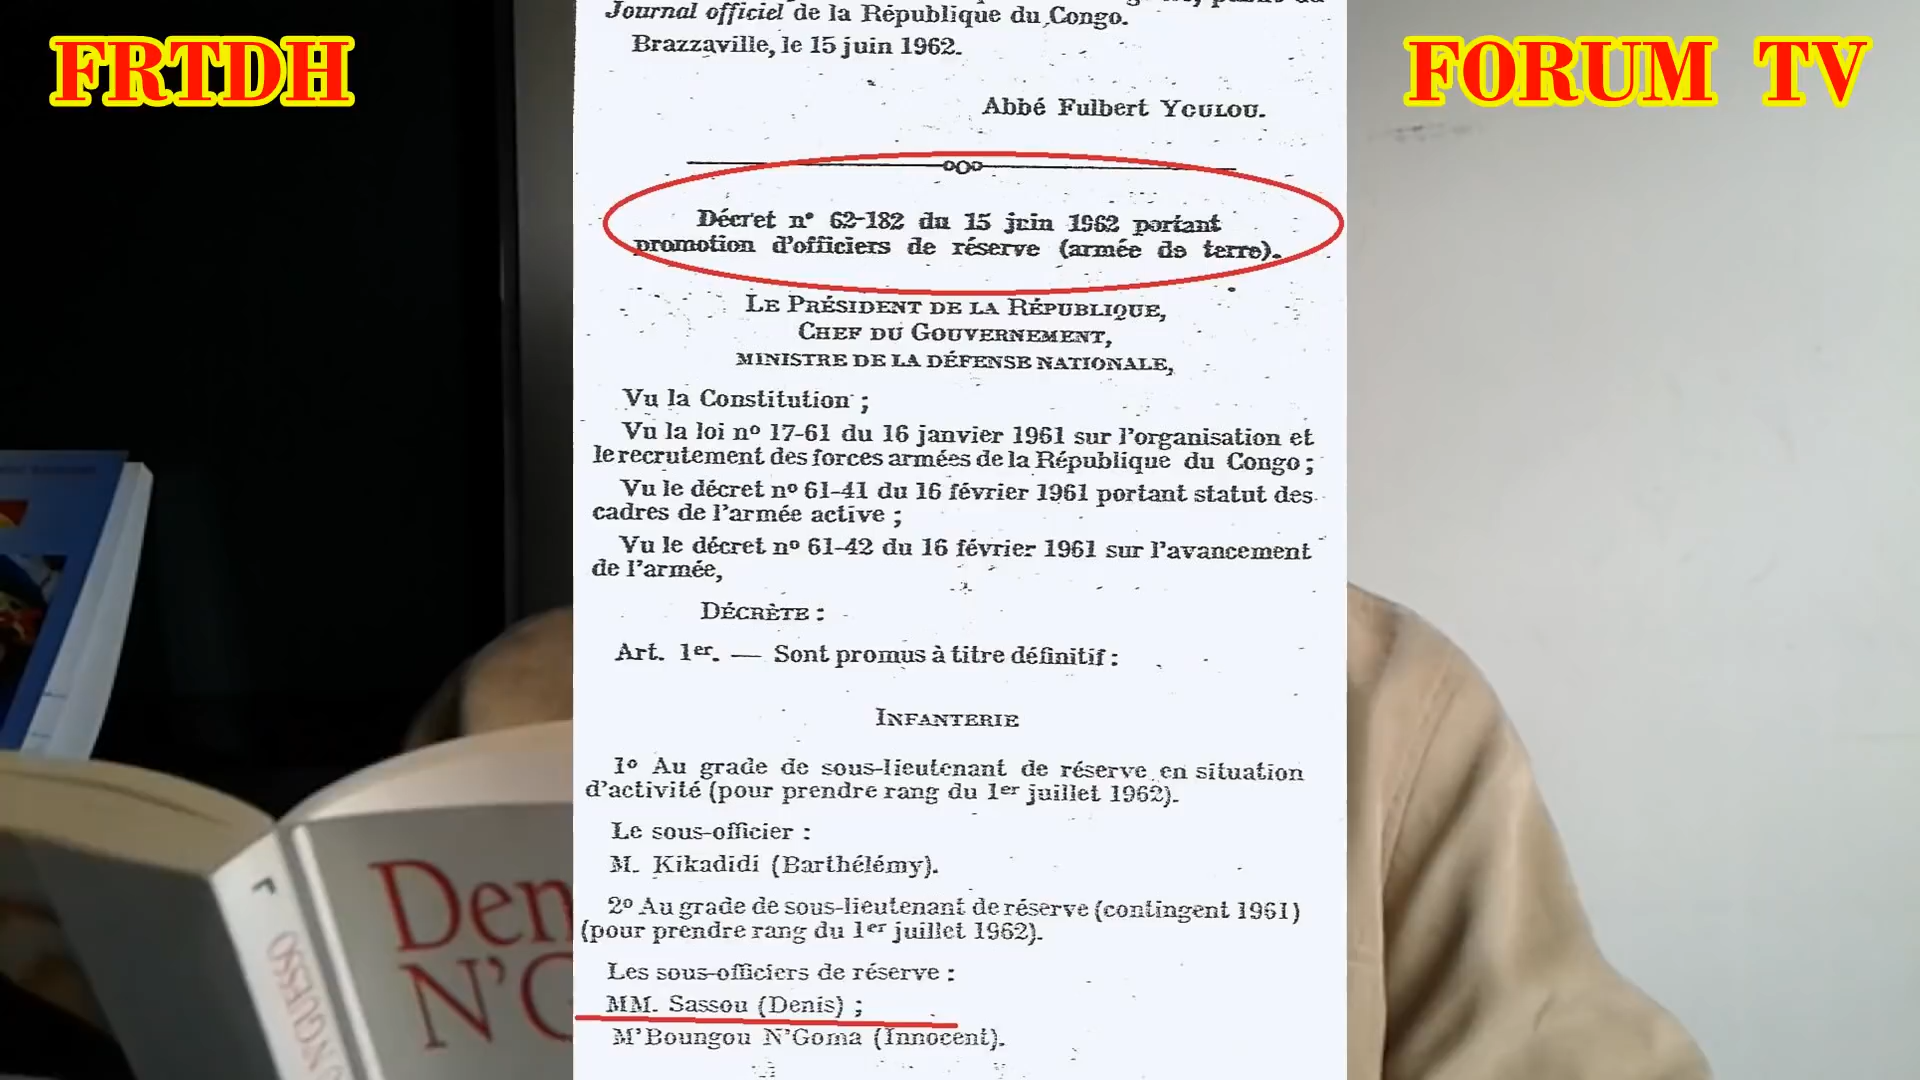 FRTDH
FORUM TV
Journal officiel de la République du Congo.
Brazzaville, le 15 juin 1962.
Abbé Fulbert YOULOU.
Décret n° 62-182 du 15 juin 1962 portant
promotion d'officiers de réserve (armée de terre).
LE PRÉSIDENT DE LA RÉPUBLIQUE,
CHEF DU GOUVERNEMENT,
MINISTRE DE LA DÉFENSE NATIONALE,
Vu la Constitution ;
Vu la loi nº 17-61 du 16 janvier 1961 sur l'organisation et
le recrutement des forces armées de la République du Congo ;
Vu le décret nº 61-41 du 16 février 1961 portant statut des
cadres de l'armée active ;
Vu le décret nº 61-42 du 16 février 1961 sur l'avancement
de l'armée,
DÉCRÈTE :
Art. 1er. — Sont promus à titre définitif :
INFANTERIE
1º Au grade de sous-lieutenant de réserve en situation
d'activité (pour prendre rang du 1er juillet 1962).
Le sous-officier :
M. Kikadidi (Barthélémy).
2º Au grade de sous-lieutenant de réserve (contingent 1961)
(pour prendre rang du 1er juillet 1962).
Les sous-officiers de réserve :
MM. Sassou (Denis) ;
M'Boungou N'Goma (Innocent).
Den
N'G
NGUESSO